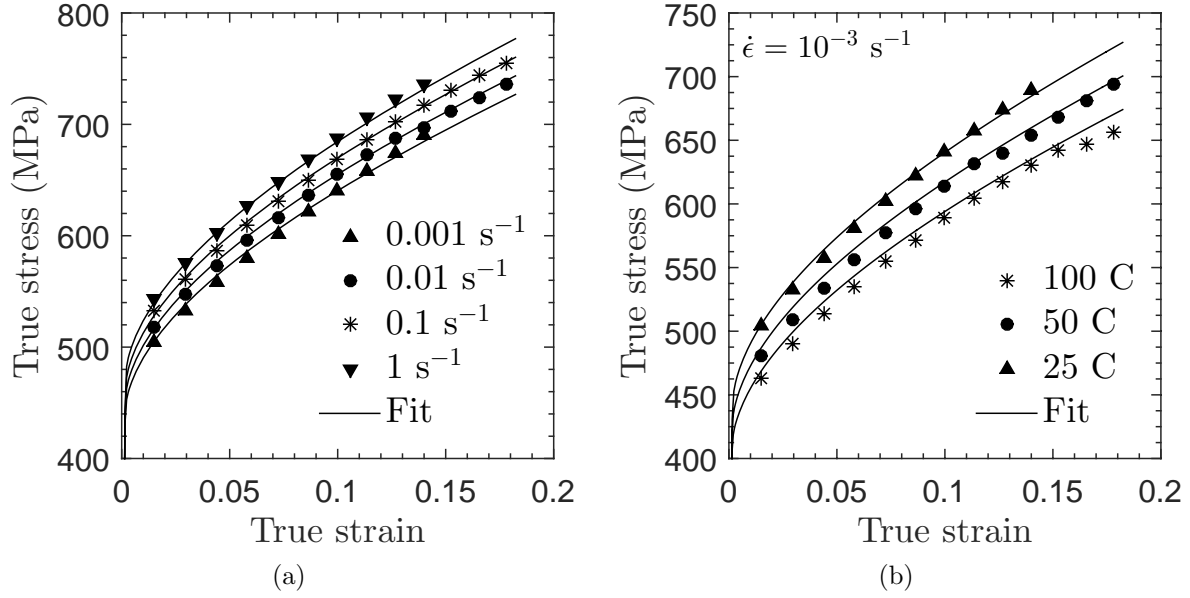 800
700
600
500
400
0
0.05
0.1
0.15
0.2
True stress (MPa)
True strain
0.001 s⁻¹
0.01 s⁻¹
0.1 s⁻¹
1 s⁻¹
Fit
(a)
750
700
650
600
550
500
450
400
0
0.05
0.1
0.15
0.2
True stress (MPa)
True strain
ϵ̇ = 10⁻³ s⁻¹
100 C
50 C
25 C
Fit
(b)